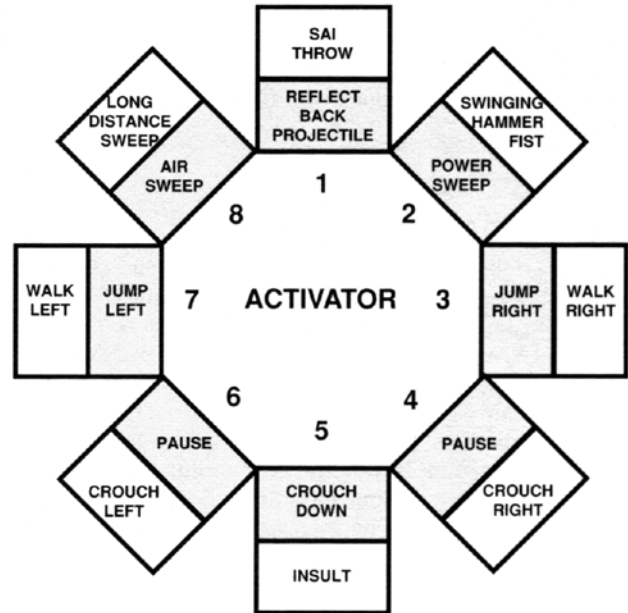 SAI
THROW
REFLECT
BACK
PROJECTILE
LONG
DISTANCE
SWEEP
AIR
SWEEP
SWINGING
HAMMER
FIST
POWER
SWEEP
1
8
2
WALK
LEFT
JUMP
LEFT
7
ACTIVATOR
3
JUMP
RIGHT
WALK
RIGHT
6
4
5
PAUSE
PAUSE
CROUCH
LEFT
CROUCH
DOWN
CROUCH
RIGHT
INSULT